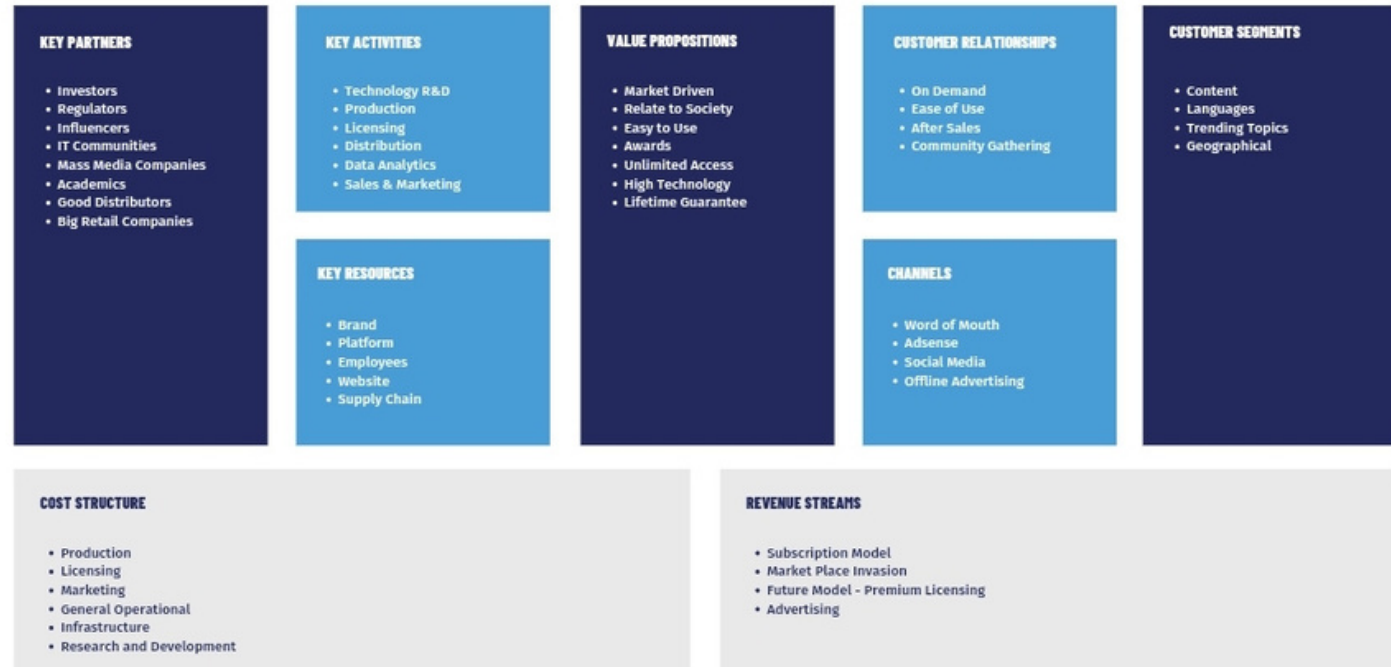 KEY PARTNERS
• Investors
• Regulators
• Influencers
• IT Communities
• Mass Media Companies
• Academics
• Good Distributors
• Big Retail Companies
KEY ACTIVITIES
• Technology R&D
• Production
• Licensing
• Distribution
• Data Analytics
• Sales & Marketing
KEY RESOURCES
• Brand
• Platform
• Employees
• Website
• Supply Chain
VALUE PROPOSITIONS
• Market Driven
• Relate to Society
• Easy to Use
• Awards
• Unlimited Access
• High Technology
• Lifetime Guarantee
CUSTOMER RELATIONSHIPS
• On Demand
• Ease of Use
• After Sales
• Community Gathering
CHANNELS
• Word of Mouth
• Adsense
• Social Media
• Offline Advertising
CUSTOMER SEGMENTS
• Content
• Languages
• Trending Topics
• Geographical
COST STRUCTURE
• Production
• Licensing
• Marketing
• General Operational
• Infrastructure
• Research and Development
REVENUE STREAMS
• Subscription Model
• Market Place Invasion
• Future Model - Premium Licensing
• Advertising